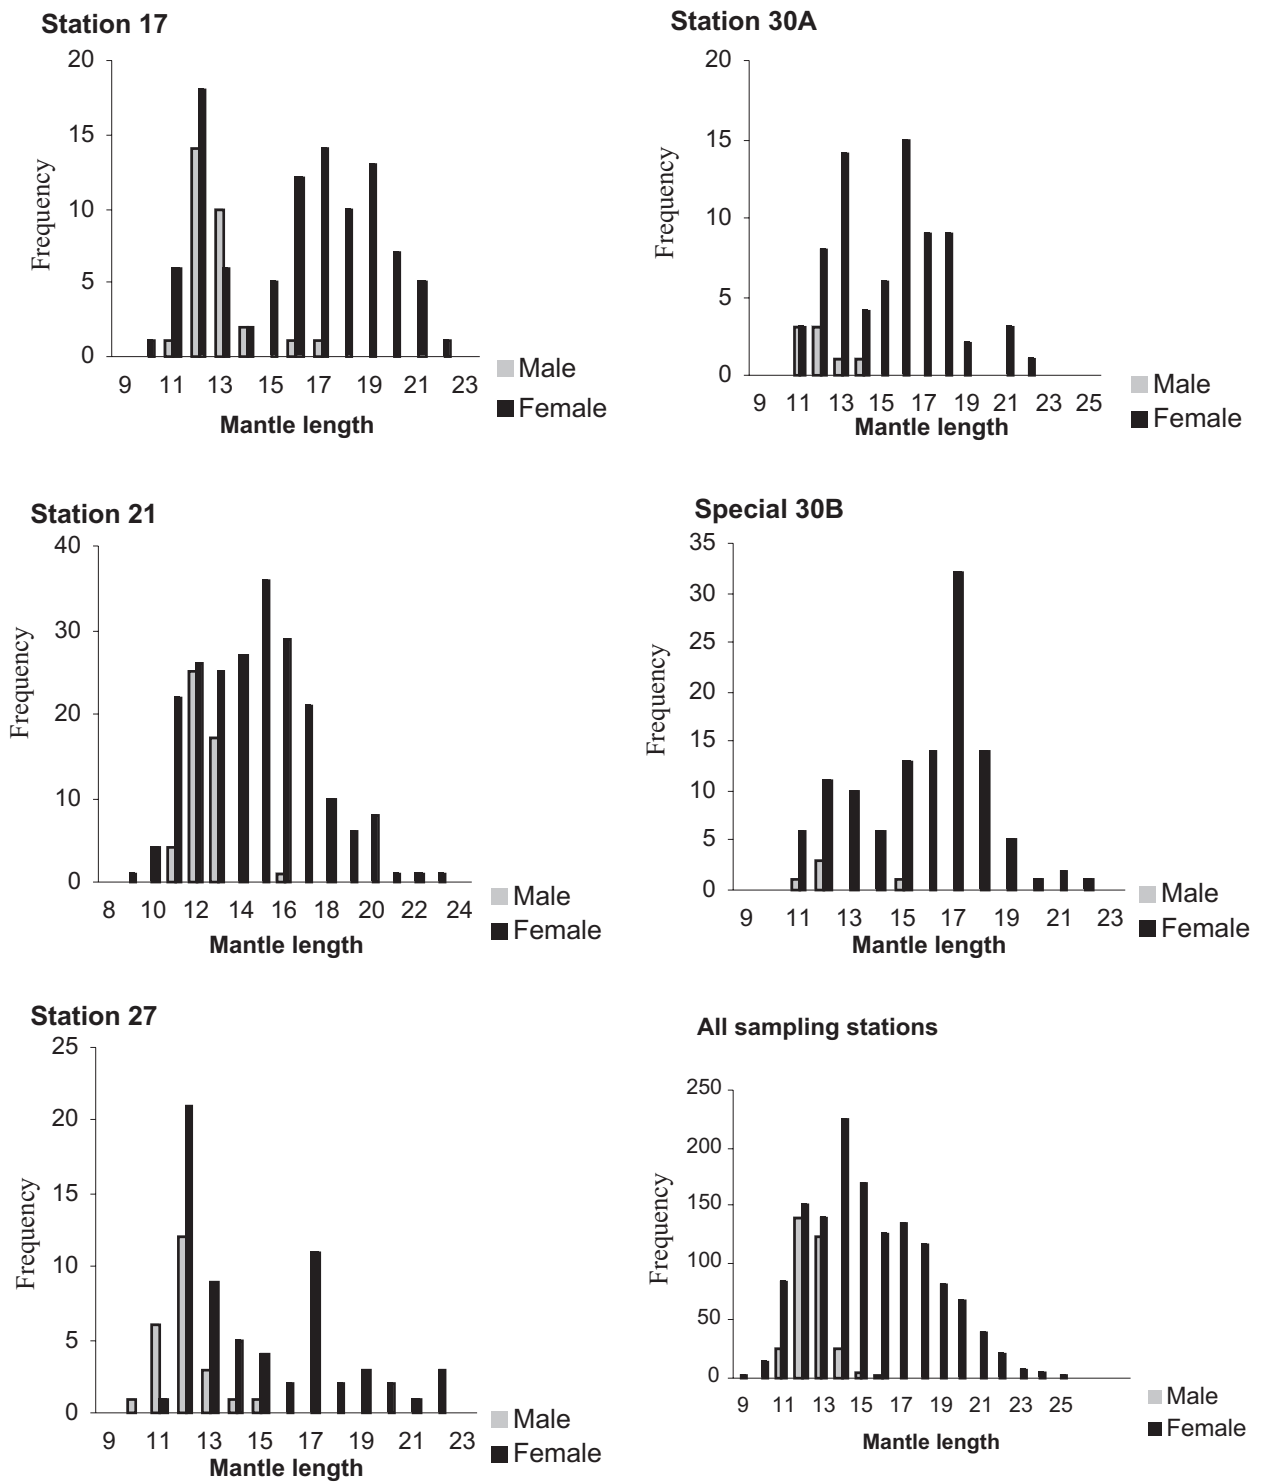 Station 17
20
15
10
5
0
Frequency
9 11 13 15 17 19 21 23
Mantle length
Male
Female
Station 30A
20
15
10
5
0
Frequency
9 11 13 15 17 19 21 23 25
Mantle length
Male
Female
Station 21
40
30
20
10
0
Frequency
8 10 12 14 16 18 20 22 24
Mantle length
Male
Female
Special 30B
35
30
25
20
15
10
5
0
Frequency
9 11 13 15 17 19 21 23
Mantle length
Male
Female
Station 27
25
20
15
10
5
0
Frequency
9 11 13 15 17 19 21 23
Mantle length
Male
Female
All sampling stations
250
200
150
100
50
0
Frequency
9 11 13 15 17 19 21 23 25
Mantle length
Male
Female